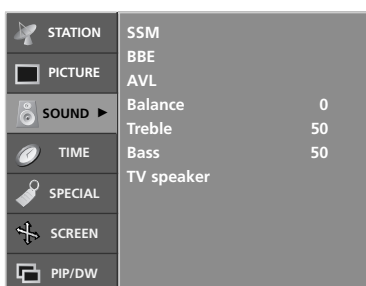 STATION
PICTURE
SOUND ►
TIME
SPECIAL
SCREEN
PIP/DW
SSM
BBE
AVL
Balance 0
Treble 50
Bass 50
TV speaker